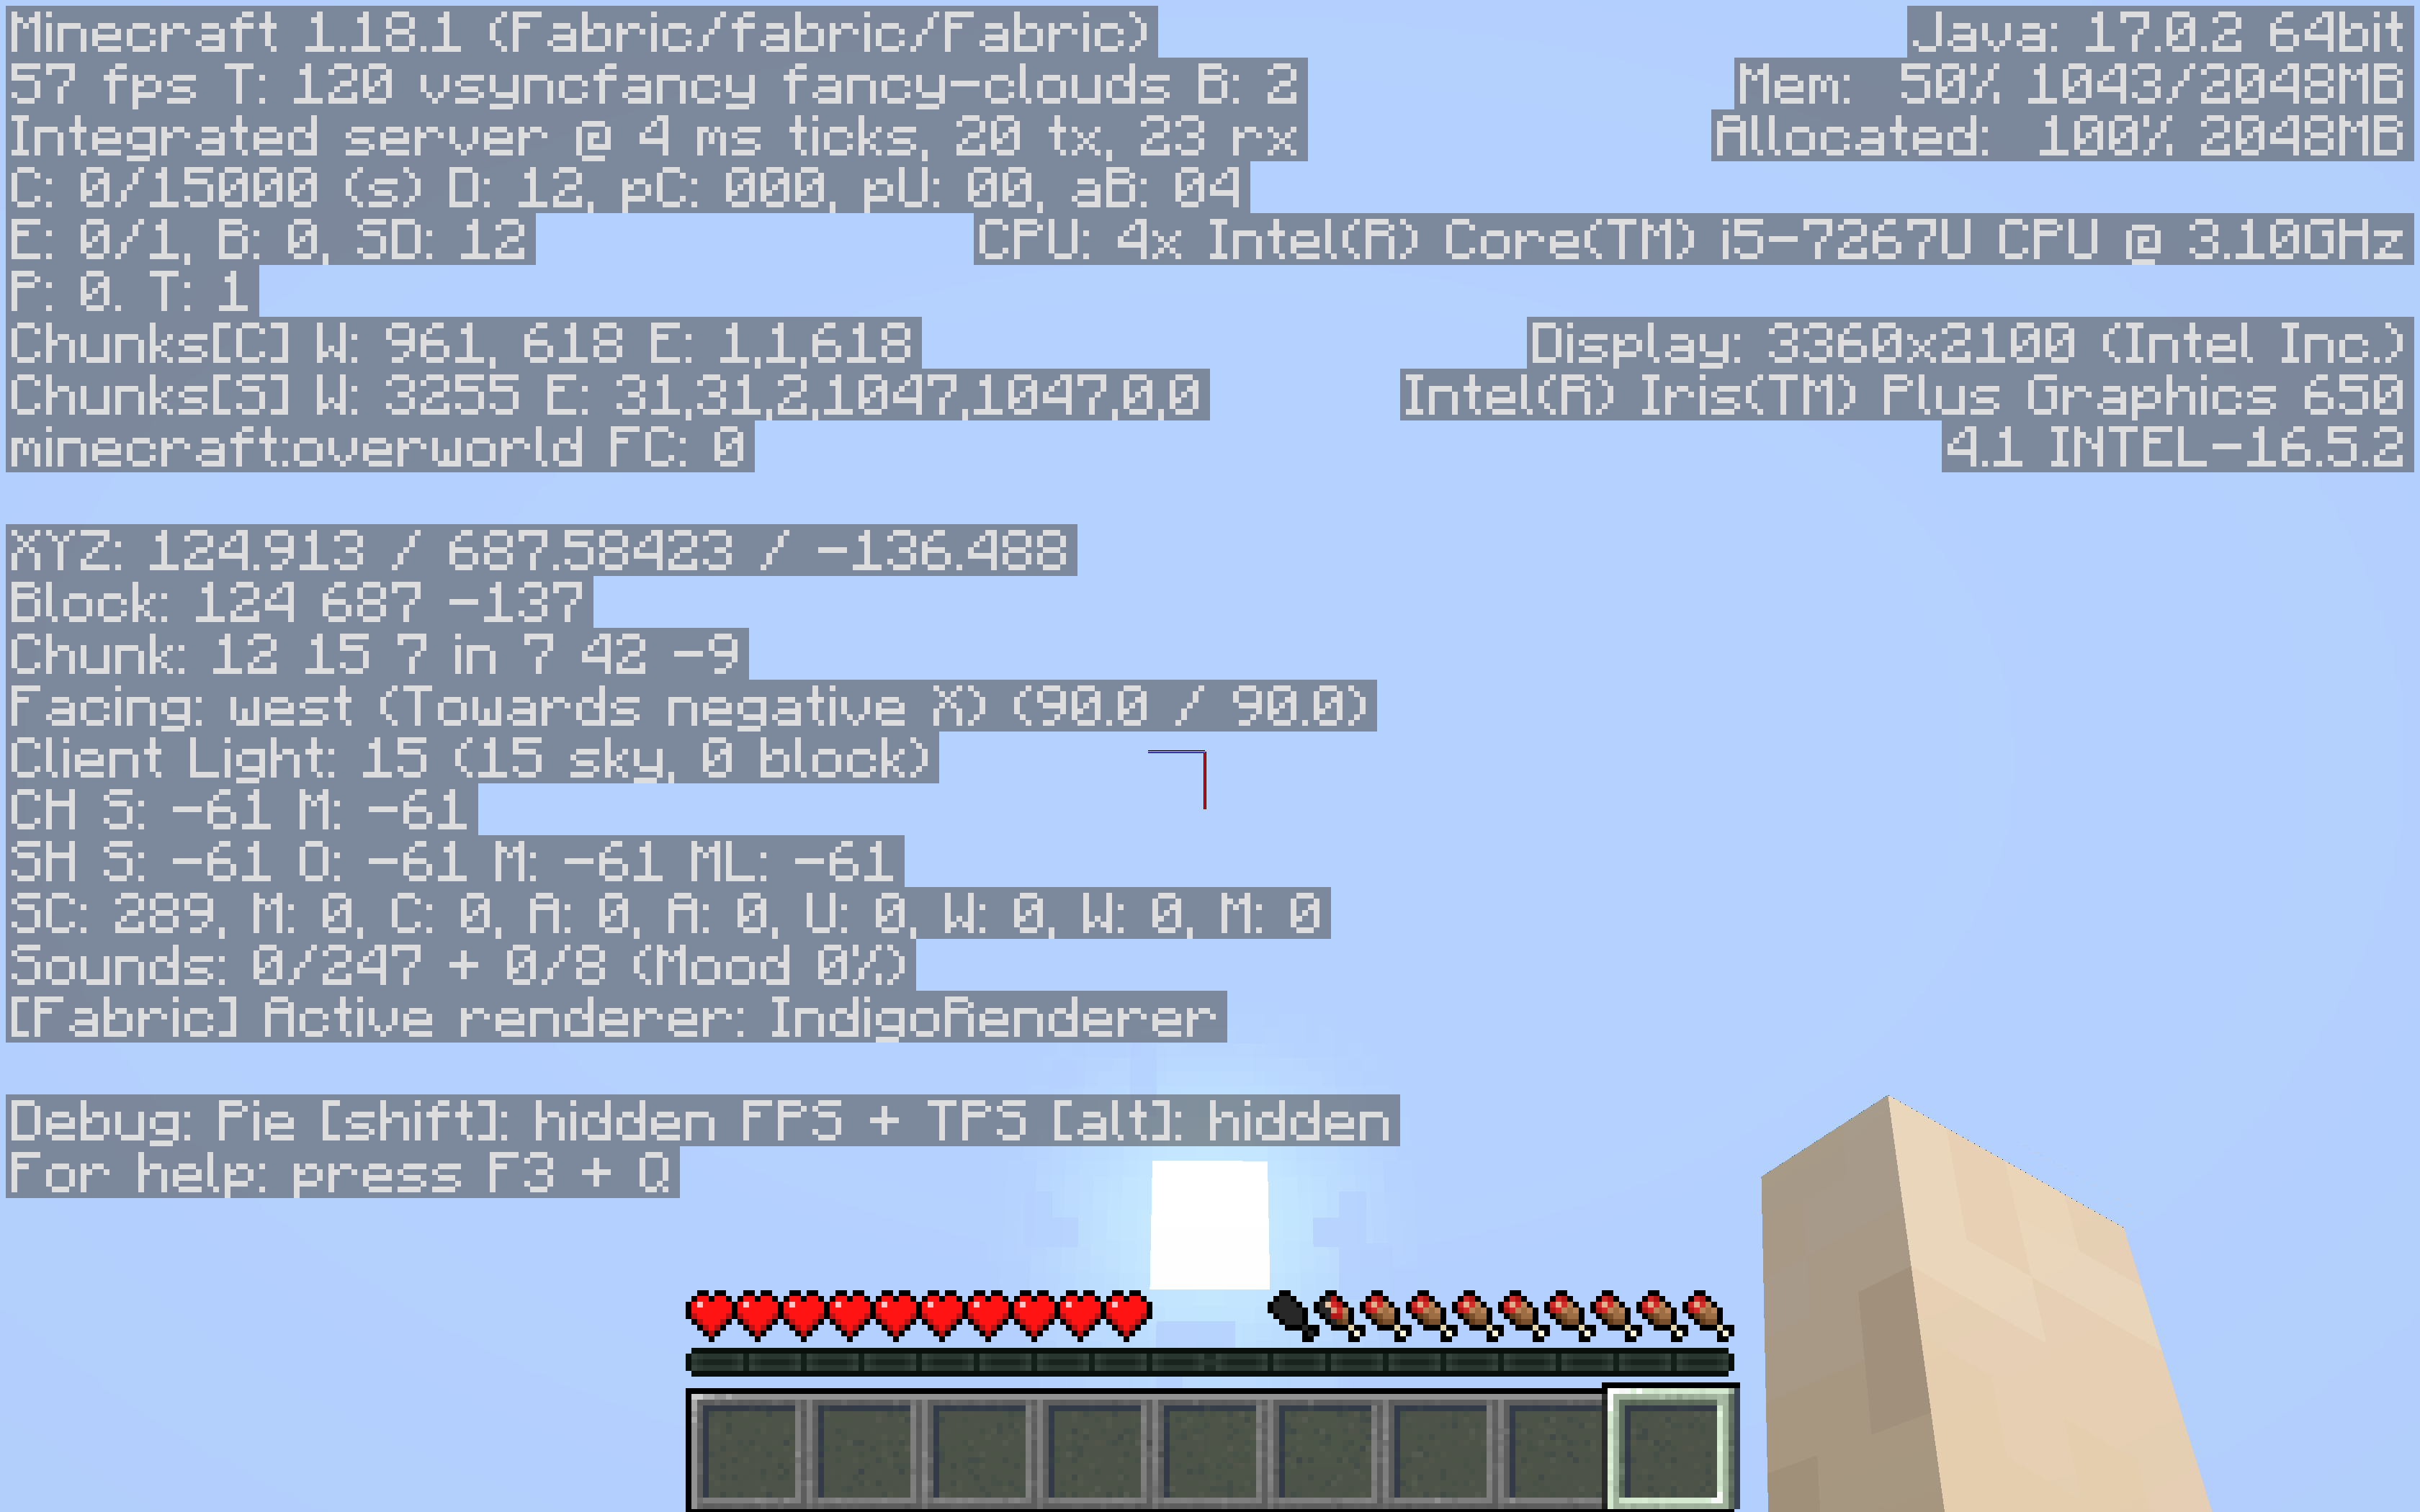 Minecraft 1.18.1 (Fabric/fabric/Fabric)
57 fps T: 120 vsyncfancy fancy-clouds B: 2
Integrated server @ 4 ms ticks, 20 tx, 23 rx
C: 0/15000 (s) D: 12, pC: 000, pU: 00, aB: 04
E: 0/1, B: 0, SD: 12
P: 0. T: 1
Chunks[C] W: 961, 618 E: 1,1,618
Chunks[S] W: 3255 E: 31,31,2,1047,1047,0,0
minecraft:overworld FC: 0
XYZ: 124.913 / 687.58423 / -136.488
Block: 124 687 -137
Chunk: 12 15 7 in 7 42 -9
Facing: west (Towards negative X) (90.0 / 90.0)
Client Light: 15 (15 sky, 0 block)
CH S: -61 M: -61
SH S: -61 O: -61 M: -61 ML: -61
SC: 289, M: 0, C: 0, A: 0, A: 0, U: 0, W: 0, W: 0, M: 0
Sounds: 0/247 + 0/8 (Mood 0%)
[Fabric] Active renderer: IndigoRenderer
Debug: Pie [shift]: hidden FPS + TPS [alt]: hidden
For help: press F3 + Q
Java: 17.0.2 64bit
Mem: 50% 1043/2048MB
Allocated: 100% 2048MB
CPU: 4x Intel(R) Core(TM) i5-7267U CPU @ 3.10GHz
Display: 3360x2100 (Intel Inc.)
Intel(R) Iris(TM) Plus Graphics 650
4.1 INTEL-16.5.2